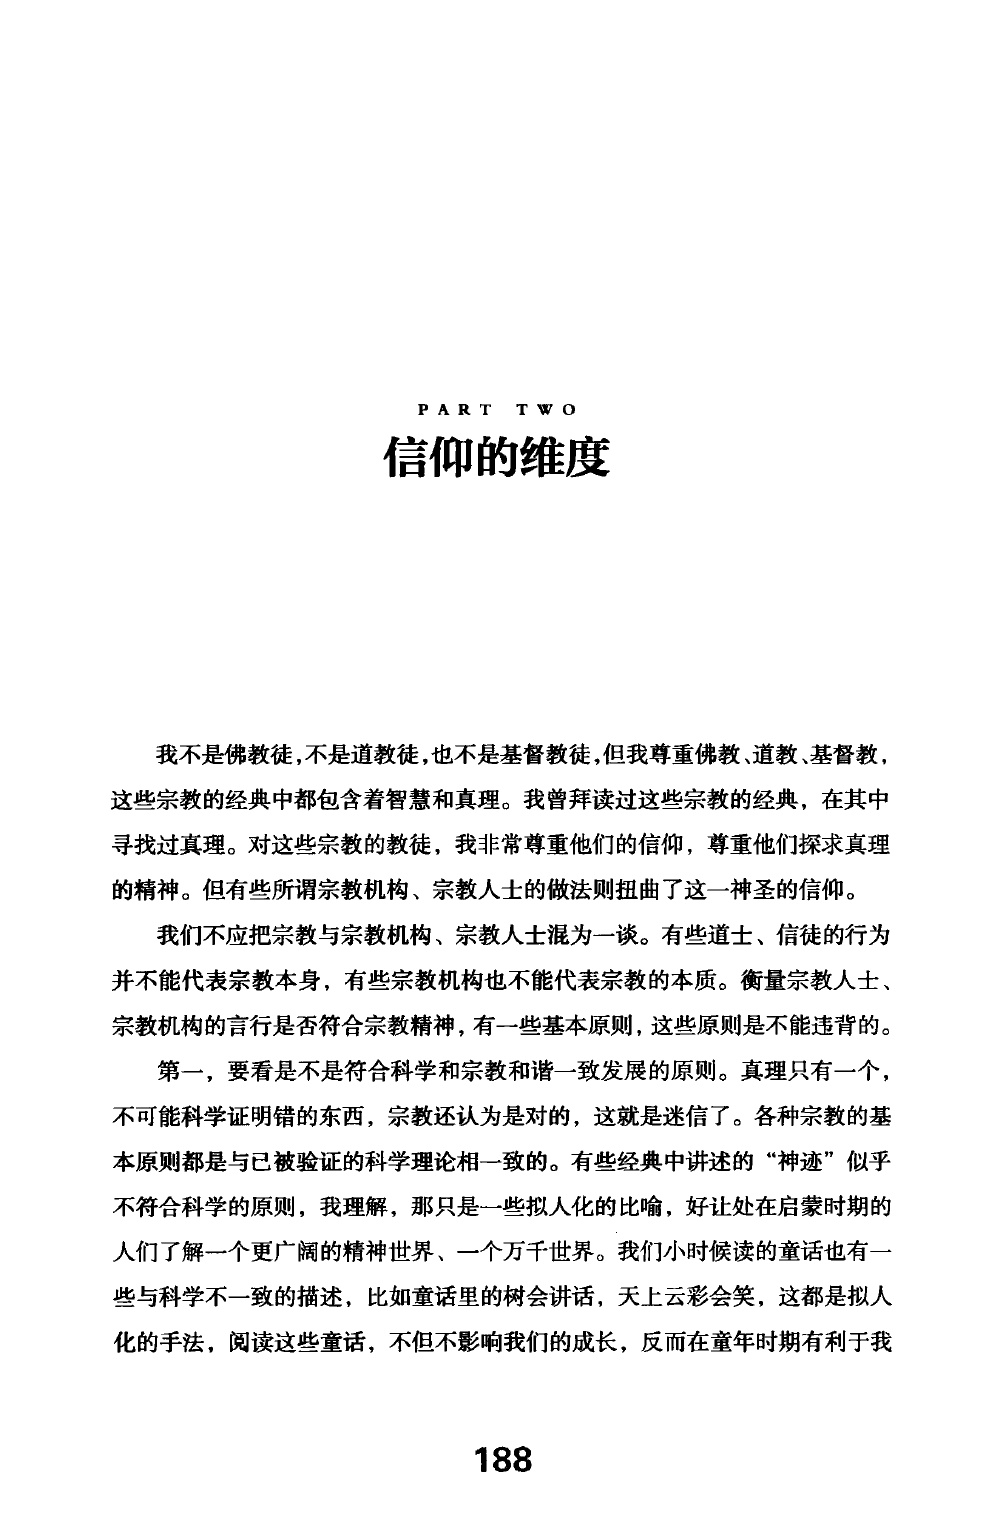 PART TWO
信仰的维度
我不是佛教徒，不是道教徒，也不是基督教徒，但我尊重佛教、道教、基督教，
这些宗教的经典中都包含着智慧和真理。我曾拜读过这些宗教的经典，在其中
寻找过真理。对这些宗教的教徒，我非常尊重他们的信仰，尊重他们探求真理
的精神。但有些所谓宗教机构、宗教人士的做法则扭曲了这一神圣的信仰。
我们不应把宗教与宗教机构、宗教人士混为一谈。有些道士、信徒的行为
并不能代表宗教本身，有些宗教机构也不能代表宗教的本质。衡量宗教人士、
宗教机构的言行是否符合宗教精神，有一些基本原则，这些原则是不能违背的。
第一，要看是不是符合科学和宗教和谐一致发展的原则。真理只有一个，
不可能科学证明错的东西，宗教还认为是对的，这就是迷信了。各种宗教的基
本原则都是与已被验证的科学理论相一致的。有些经典中讲述的“神迹”似乎
不符合科学的原则，我理解，那只是一些拟人化的比喻，好让处在启蒙时期的
人们了解一个更广阔的精神世界、一个万千世界。我们小时候读的童话也有一
些与科学不一致的描述，比如童话里的树会讲话，天上云彩会笑，这都是拟人
化的手法，阅读这些童话，不但不影响我们的成长，反而在童年时期有利于我
188